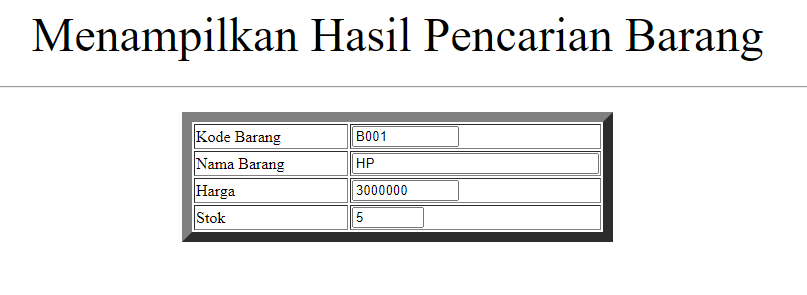 Menampilkan Hasil Pencarian Barang
Kode Barang B001
Nama Barang HP
Harga 3000000
Stok 5